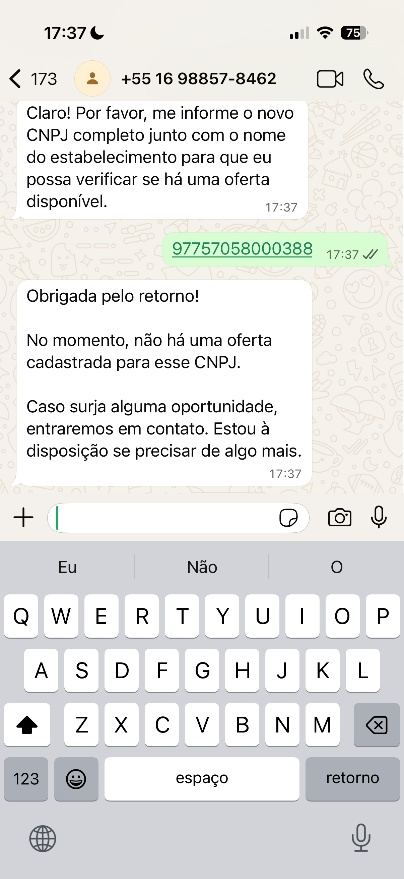 17:37
75
173
+55 16 98857-8462
Claro! Por favor, me informe o novo
CNPJ completo junto com o nome
do estabelecimento para que eu
possa verificar se há uma oferta
disponível.
17:37
97757058000388
17:37
Obrigada pelo retorno!
No momento, não há uma oferta
cadastrada para esse CNPJ.
Caso surja alguma oportunidade,
entraremos em contato. Estou à
disposição se precisar de algo mais.
17:37
Eu Não O
Q W E R T Y U I O P
A S D F G H J K L
Z X C V B N M
123 espaço retorno